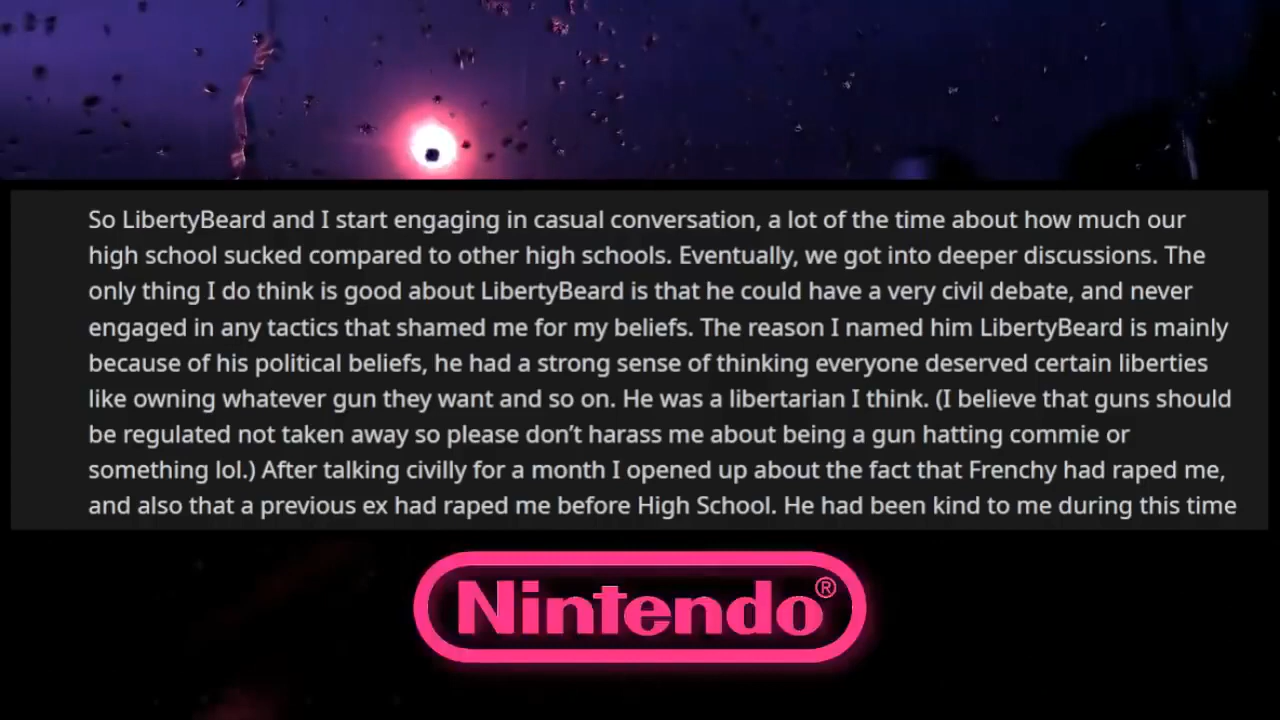 So LibertyBeard and I start engaging in casual conversation, a lot of the time about how much our
high school sucked compared to other high schools. Eventually, we got into deeper discussions. The
only thing I do think is good about LibertyBeard is that he could have a very civil debate, and never
engaged in any tactics that shamed me for my beliefs. The reason I named him LibertyBeard is mainly
because of his political beliefs, he had a strong sense of thinking everyone deserved certain liberties
like owning whatever gun they want and so on. He was a libertarian I think. (I believe that guns should
be regulated not taken away so please don’t harass me about being a gun hatting commie or
something lol.) After talking civilly for a month I opened up about the fact that Frenchy had raped me,
and also that a previous ex had raped me before High School. He had been kind to me during this time
Nintendo®